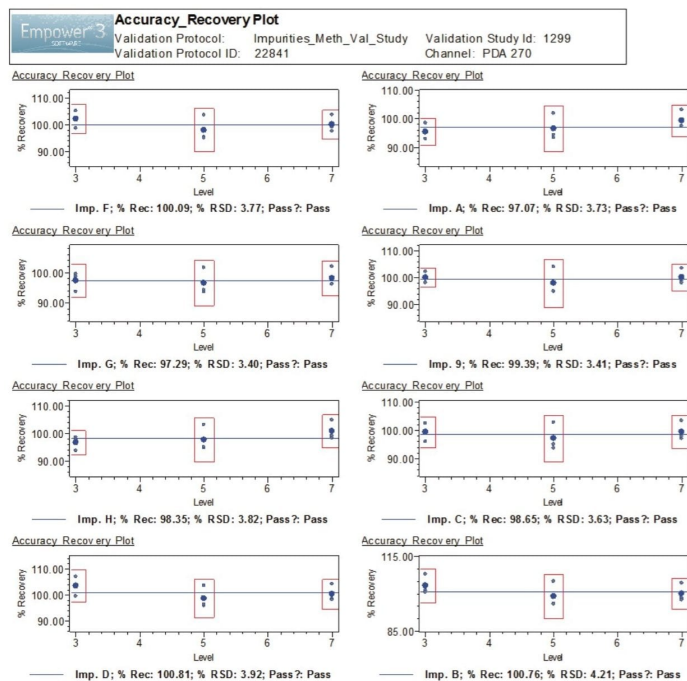 Empower™ 3
SOFTWARE
Accuracy_Recovery Plot
Validation Protocol: Impurities_Meth_Val_Study Validation Study Id: 1299
Validation Protocol ID: 22841 Channel: PDA 270
Accuracy Recovery Plot
110.00
100.00
90.00
% Recovery
3 4 5 6 7
Level
Imp. F; % Rec: 100.09; % RSD: 3.77; Pass?: Pass
Accuracy Recovery Plot
110.00
100.00
90.00
% Recovery
3 4 5 6 7
Level
Imp. A; % Rec: 97.07; % RSD: 3.73; Pass?: Pass
Accuracy Recovery Plot
100.00
90.00
% Recovery
3 4 5 6 7
Level
Imp. G; % Rec: 97.29; % RSD: 3.40; Pass?: Pass
Accuracy Recovery Plot
110.00
100.00
90.00
% Recovery
3 4 5 6 7
Level
Imp. 9; % Rec: 99.39; % RSD: 3.41; Pass?: Pass
Accuracy Recovery Plot
110.00
100.00
90.00
% Recovery
3 4 5 6 7
Level
Imp. H; % Rec: 98.35; % RSD: 3.82; Pass?: Pass
Accuracy Recovery Plot
110.00
100.00
90.00
% Recovery
3 4 5 6 7
Level
Imp. C; % Rec: 98.65; % RSD: 3.63; Pass?: Pass
Accuracy Recovery Plot
110.00
100.00
90.00
% Recovery
3 4 5 6 7
Level
Imp. D; % Rec: 100.81; % RSD: 3.92; Pass?: Pass
Accuracy Recovery Plot
115.00
85.00
% Recovery
3 4 5 6 7
Level
Imp. B; % Rec: 100.76; % RSD: 4.21; Pass?: Pass